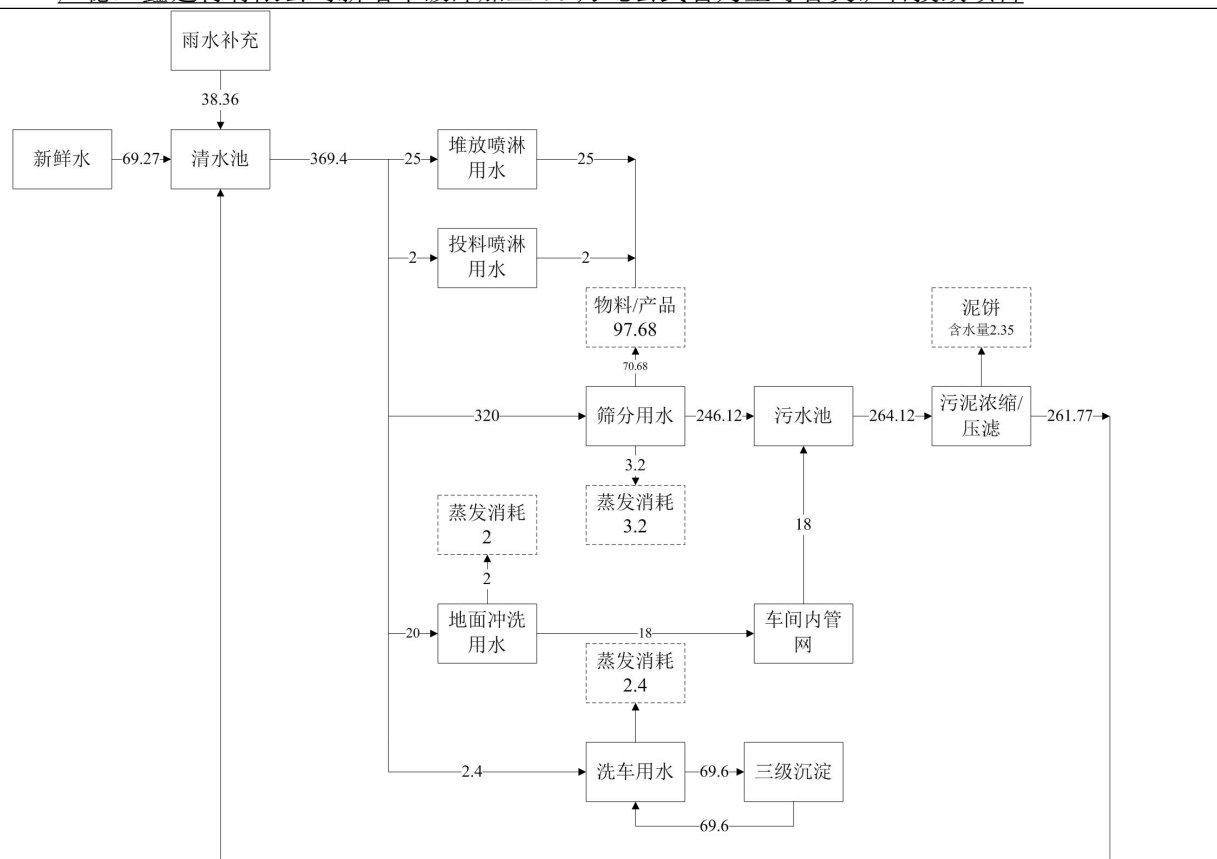 雨水补充
38.36
新鲜水
69.27
清水池
369.4
25
堆放喷淋
用水
25
2
投料喷淋
用水
2
物料/产品
97.68
70.68
泥饼
含水量2.35
320
筛分用水
246.12
污水池
264.12
污泥浓缩/
压滤
261.77
3.2
蒸发消耗
3.2
蒸发消耗
2
2
18
20
地面冲洗
用水
18
车间内管
网
蒸发消耗
2.4
2.4
洗车用水
69.6
三级沉淀
69.6